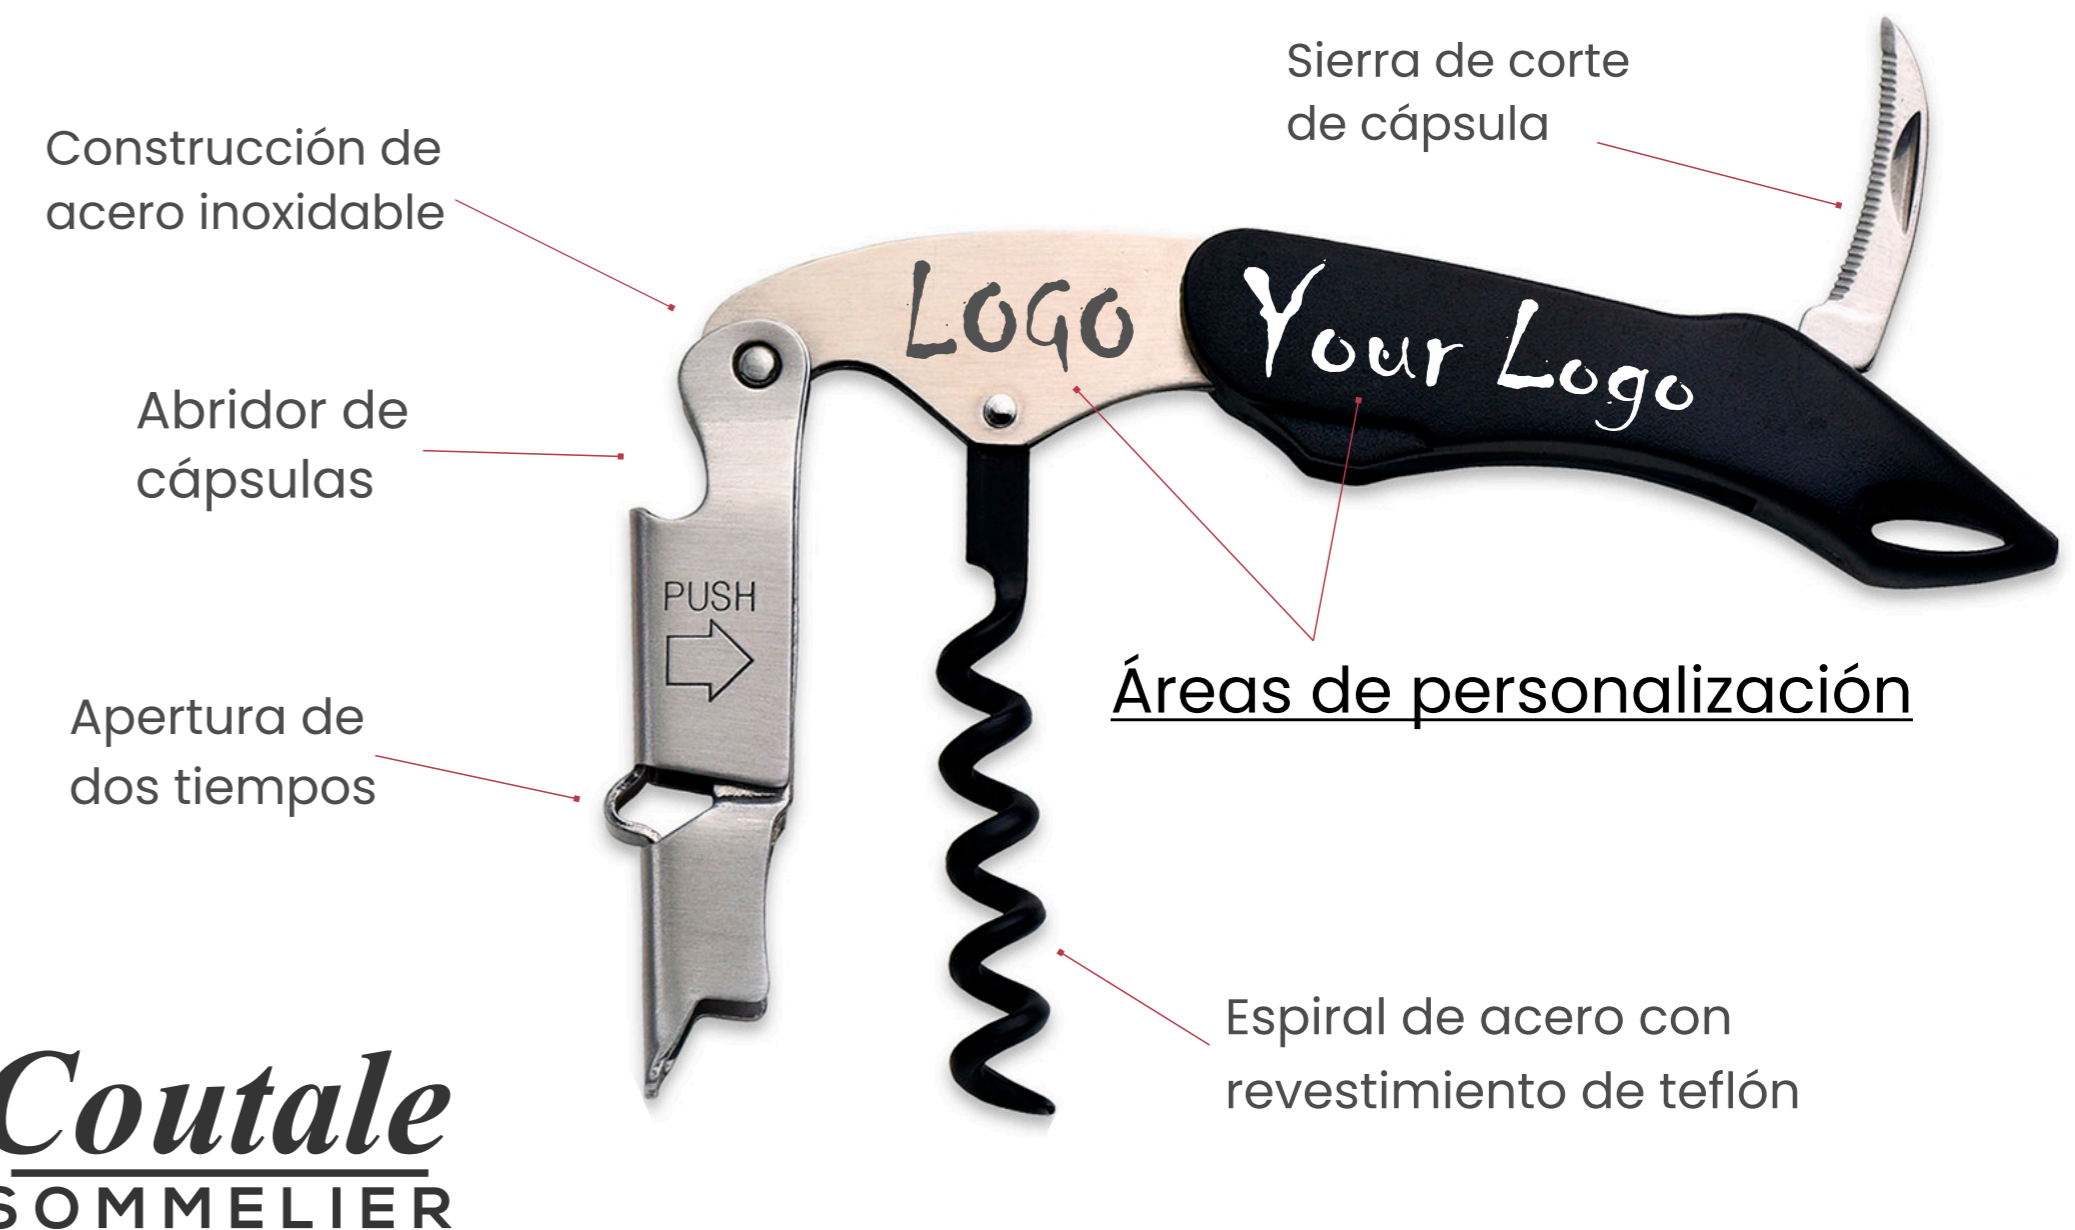 Sierra de corte
de cápsula
Construcción de
acero inoxidable
LOGO
Your Logo
Abridor de
cápsulas
PUSH
Áreas de personalización
Apertura de
dos tiempos
Espiral de acero con
revestimiento de teflón
Coutale
SOMMELIER